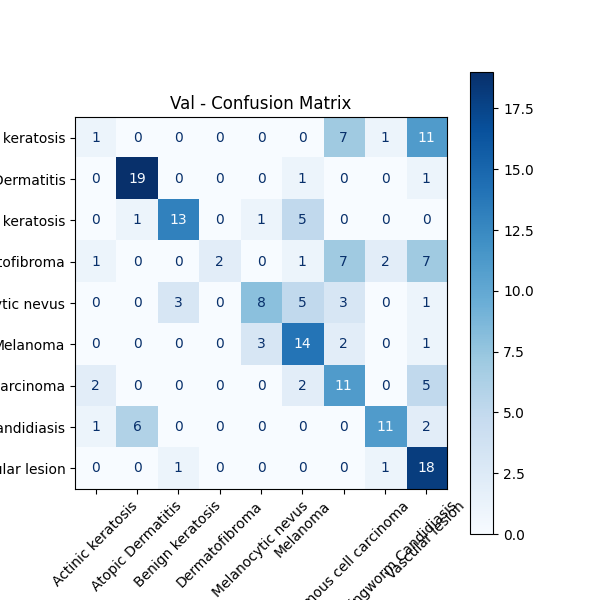 Val - Confusion Matrix
keratosis 1 0 0 0 0 0 7 1 11
Dermatitis 0 19 0 0 0 1 0 0 1
keratosis 0 1 13 0 1 5 0 0 0
tofibroma 1 0 0 2 0 1 7 2 7
ytic nevus 0 0 3 0 8 5 3 0 1
Melanoma 0 0 0 0 3 14 2 0 1
arcinoma 2 0 0 0 0 2 11 0 5
andidiasis 1 6 0 0 0 0 0 11 2
ular lesion 0 0 1 0 0 0 0 1 18
Actinic keratosis
Atopic Dermatitis
Benign keratosis
Dermatofibroma
Melanocytic nevus
Melanoma
mous cell carcinoma
ingworm Candidiasis
Vascular lesion
17.5
15.0
12.5
10.0
7.5
5.0
2.5
0.0